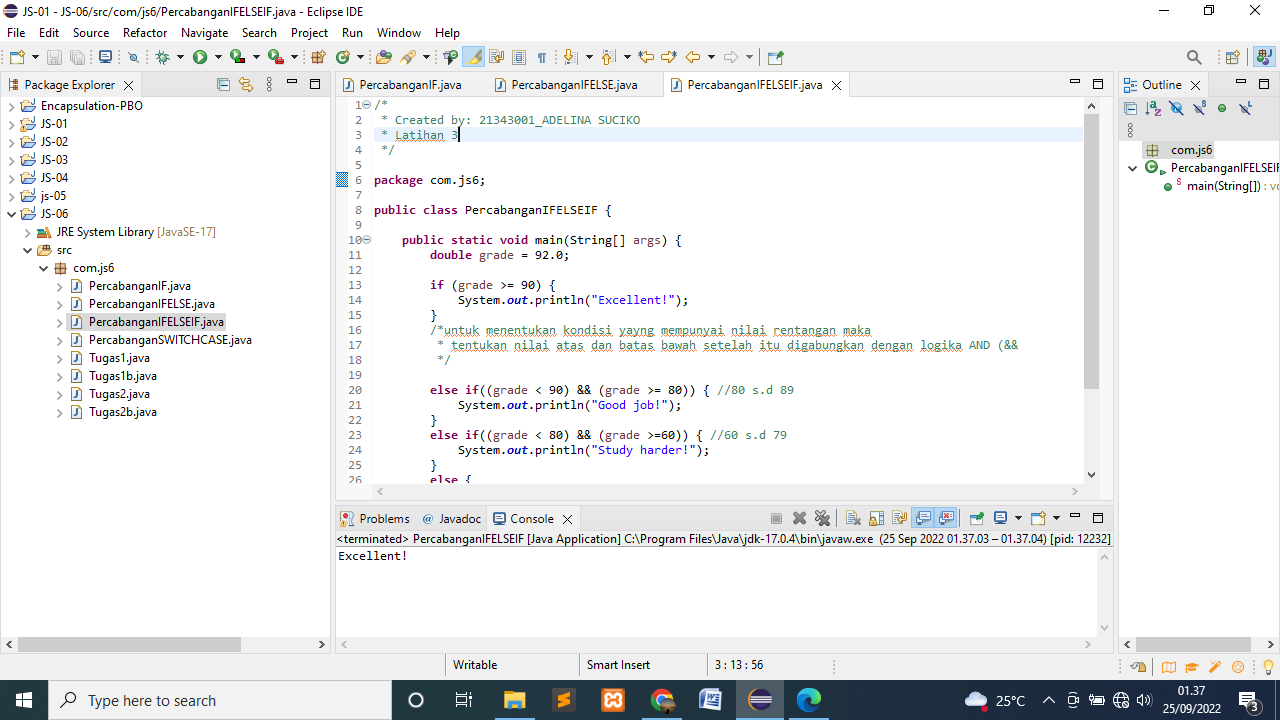 JS-01 - JS-06/src/com/js6/PercabanganIFELSEIF.java - Eclipse IDE
File Edit Source Refactor Navigate Search Project Run Window Help
Package Explorer
Encapsulation-PBO
JS-01
JS-02
JS-03
JS-04
js-05
JS-06
JRE System Library [JavaSE-17]
src
com.js6
PercabanganIF.java
PercabanganIFELSE.java
PercabanganIFELSEIF.java
PercabanganSWITCHCASE.java
Tugas1.java
Tugas1b.java
Tugas2.java
Tugas2b.java
PercabanganIF.java PercabanganIFELSE.java PercabanganIFELSEIF.java
1 /*
2  * Created by: 21343001_ADELINA SUCIKO
3  * Latihan 3
4  */
5
6 package com.js6;
7
8 public class PercabanganIFELSEIF {
9
10     public static void main(String[] args) {
11         double grade = 92.0;
12
13         if (grade >= 90) {
14             System.out.println("Excellent!");
15         }
16         /*untuk menentukan kondisi yayng mempunyai nilai rentangan maka
17          * tentukan nilai atas dan batas bawah setelah itu digabungkan dengan logika AND (&&
18          */
19
20         else if((grade < 90) && (grade >= 80)) { //80 s.d 89
21             System.out.println("Good job!");
22         }
23         else if((grade < 80) && (grade >=60)) { //60 s.d 79
24             System.out.println("Study harder!");
25         }
26         else {
Outline
com.js6
PercabanganIFELSEIF
main(String[]) : vo
Problems Javadoc Console
<terminated> PercabanganIFELSEIF [Java Application] C:\Program Files\Java\jdk-17.0.4\bin\javaw.exe (25 Sep 2022 01.37.03 – 01.37.04) [pid: 12232]
Excellent!
Writable Smart Insert 3 : 13 : 56
Type here to search
25°C
01.37
25/09/2022
3